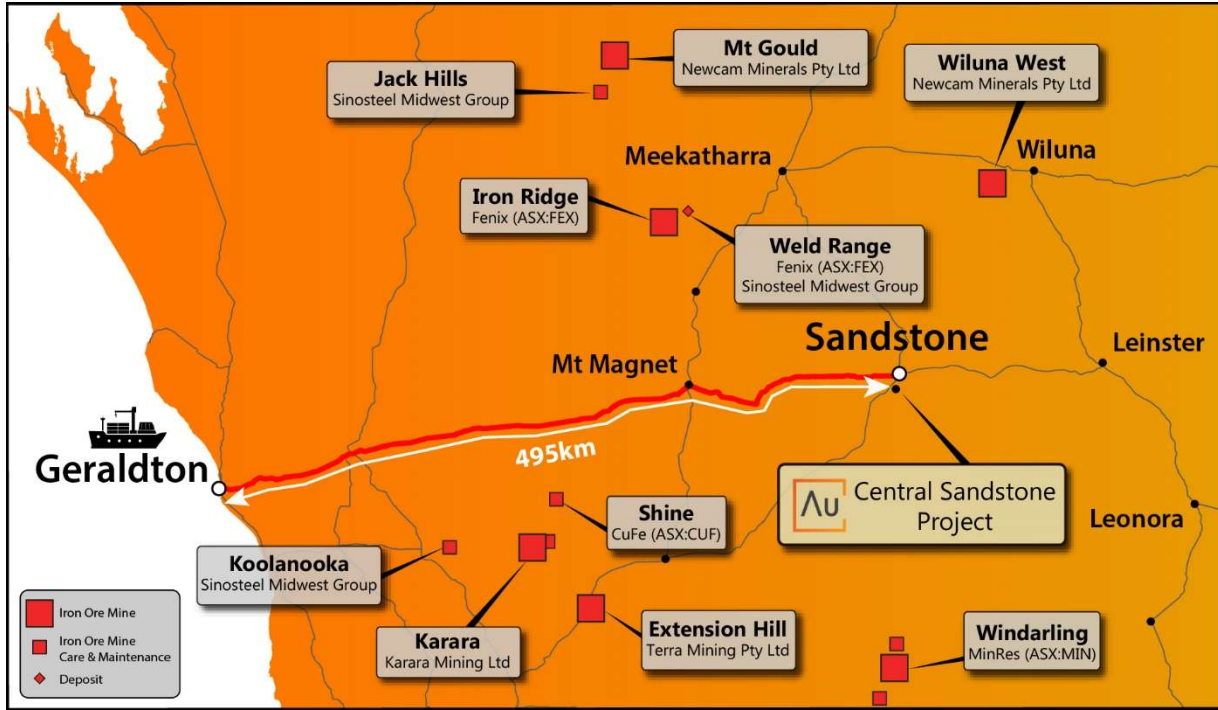 Mt Gould
Newcam Minerals Pty Ltd
Jack Hills
Sinosteel Midwest Group
Wiluna West
Newcam Minerals Pty Ltd
Meekatharra
Wiluna
Iron Ridge
Fenix (ASX:FEX)
Weld Range
Fenix (ASX:FEX)
Sinosteel Midwest Group
Sandstone
Leinster
Mt Magnet
Geraldton
495km
Au
Central Sandstone
Project
Leonora
Shine
CuFe (ASX:CUF)
Koolanooka
Sinosteel Midwest Group
Karara
Karara Mining Ltd
Extension Hill
Terra Mining Pty Ltd
Windarling
MinRes (ASX:MIN)
Iron Ore Mine
Iron Ore Mine
Care & Maintenance
Deposit